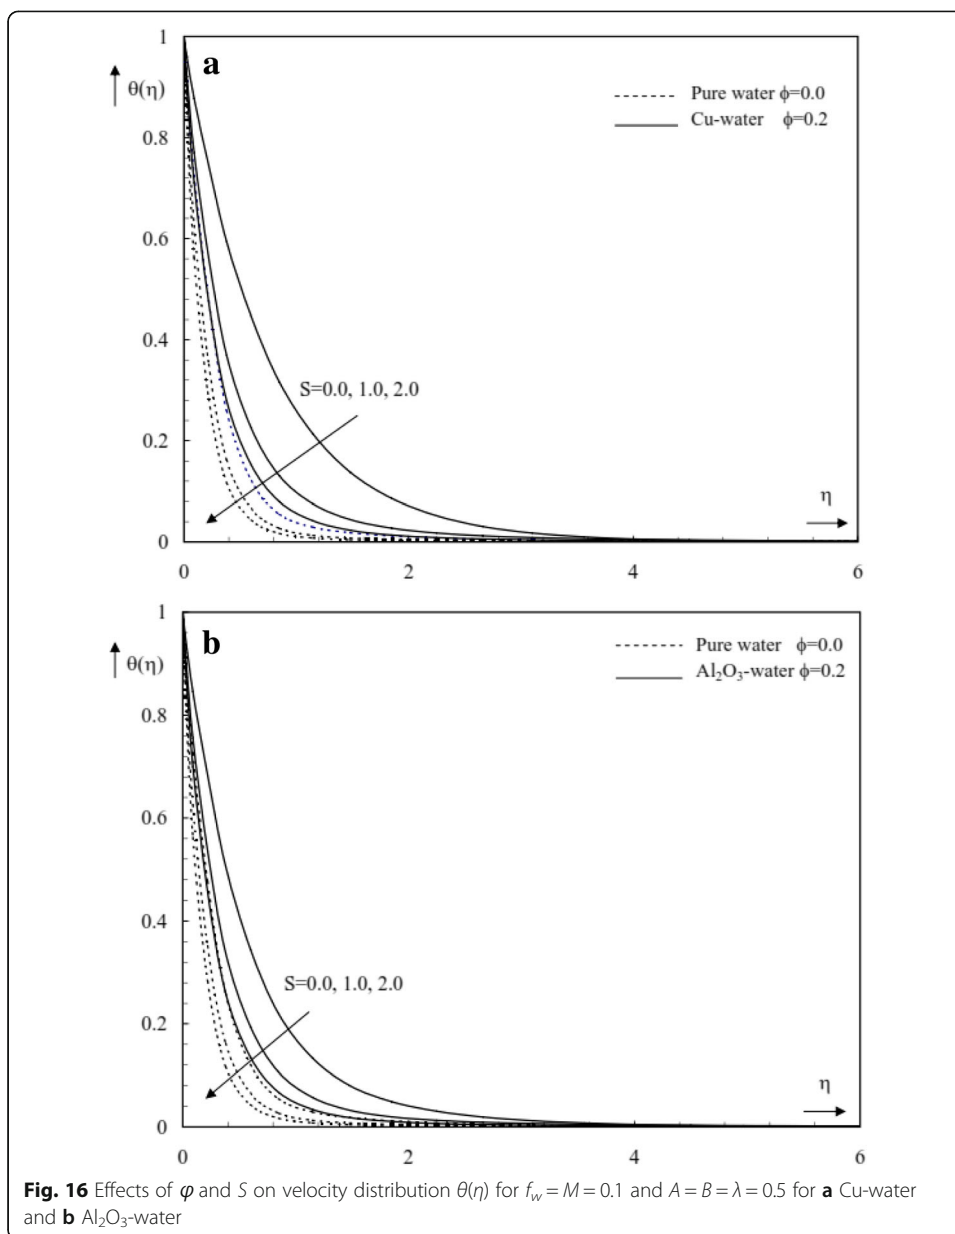 1
a
θ(η)
Pure water ϕ=0.0
Cu-water ϕ=0.2
0.8
0.6
0.4
S=0.0, 1.0, 2.0
0.2
η
0
0 2 4 6
1
b
θ(η)
Pure water ϕ=0.0
Al₂O₃-water ϕ=0.2
0.8
0.6
0.4
S=0.0, 1.0, 2.0
0.2
η
0
0 2 4 6
Fig. 16 Effects of φ and S on velocity distribution θ(η) for f_w = M = 0.1 and A = B = λ = 0.5 for a Cu-water
and b Al₂O₃-water